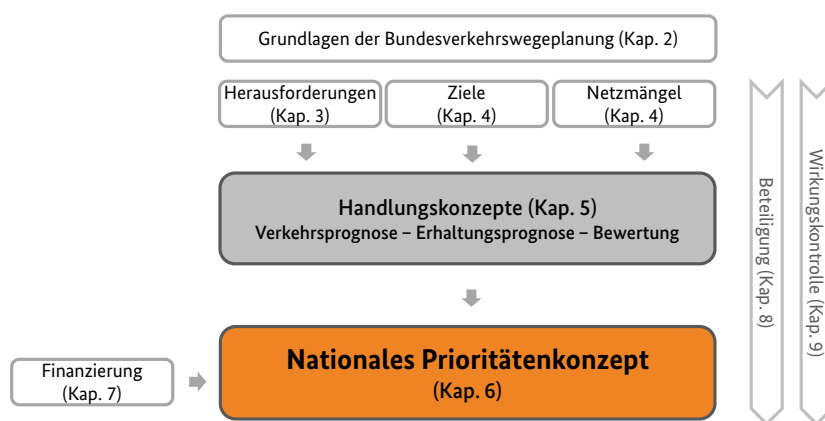 Grundlagen der Bundesverkehrswegeplanung (Kap. 2)
Herausforderungen
(Kap. 3)
Ziele
(Kap. 4)
Netzmängel
(Kap. 4)
Handlungskonzepte (Kap. 5)
Verkehrsprognose – Erhaltungsprognose – Bewertung
Nationales Prioritätenkonzept
(Kap. 6)
Finanzierung
(Kap. 7)
Beteiligung (Kap. 8)
Wirkungskontrolle (Kap. 9)